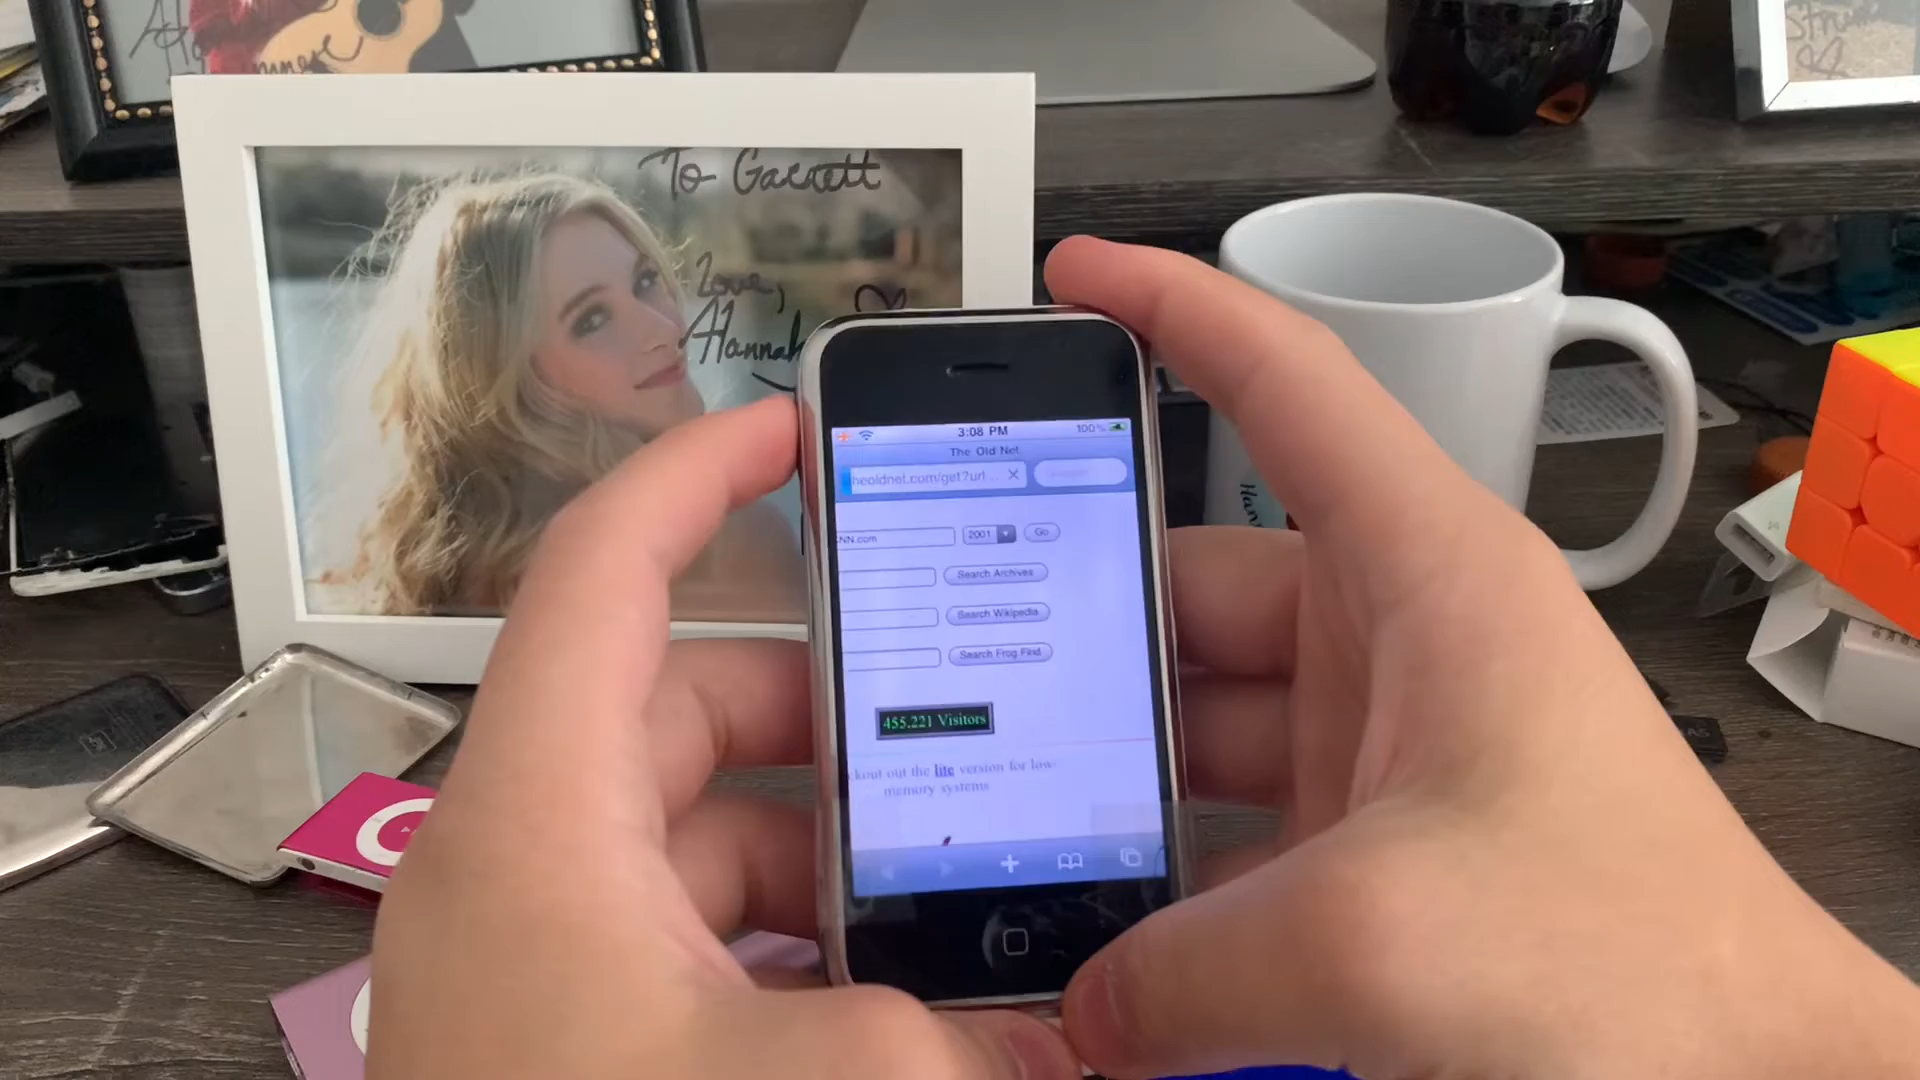 To Garrett
Love,
Hannah
3:08 PM
100%
The Old Net
heoldnet.com/get?url...
NN.com
2001
Go
Search Archives
Search Wikipedia
Search Frog Find
455.221 Visitors
ckout out the lite version for low-
memory systems